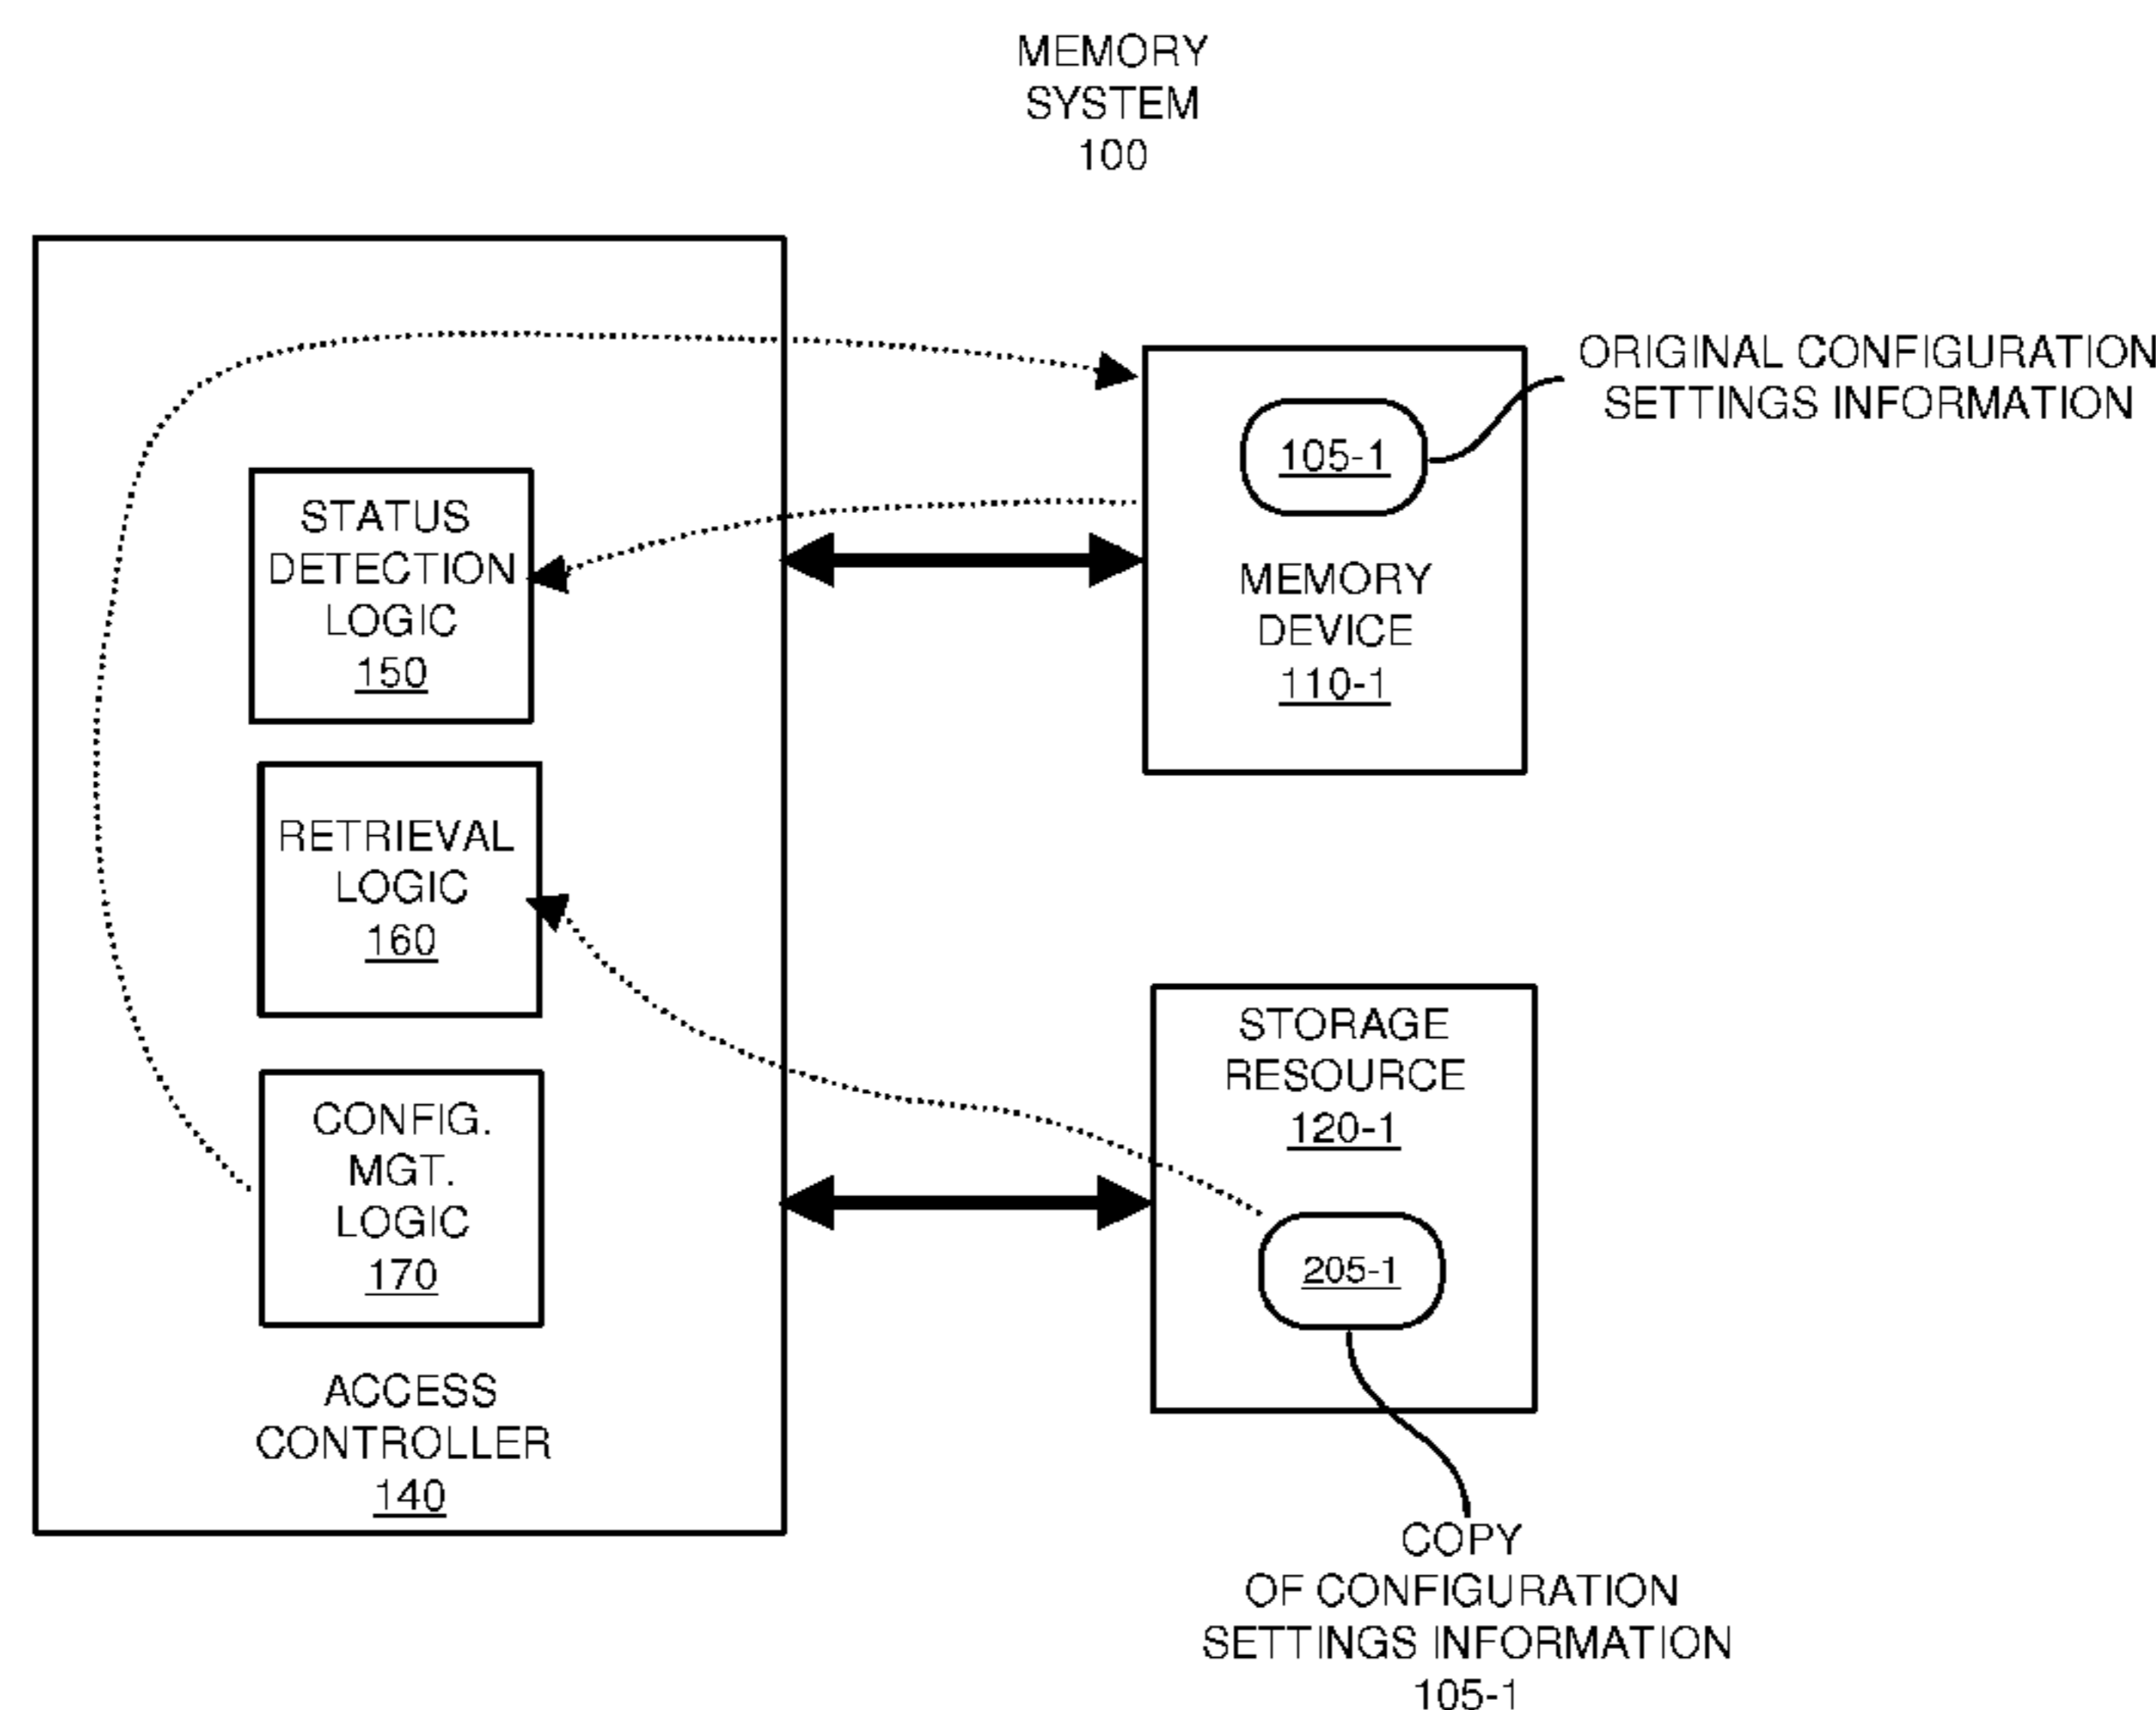 MEMORY
SYSTEM
100
ORIGINAL CONFIGURATION
SETTINGS INFORMATION
105-1
MEMORY
DEVICE
110-1
STATUS
DETECTION
LOGIC
150
RETRIEVAL
LOGIC
160
CONFIG.
MGT.
LOGIC
170
ACCESS
CONTROLLER
140
STORAGE
RESOURCE
120-1
205-1
COPY
OF CONFIGURATION
SETTINGS INFORMATION
105-1